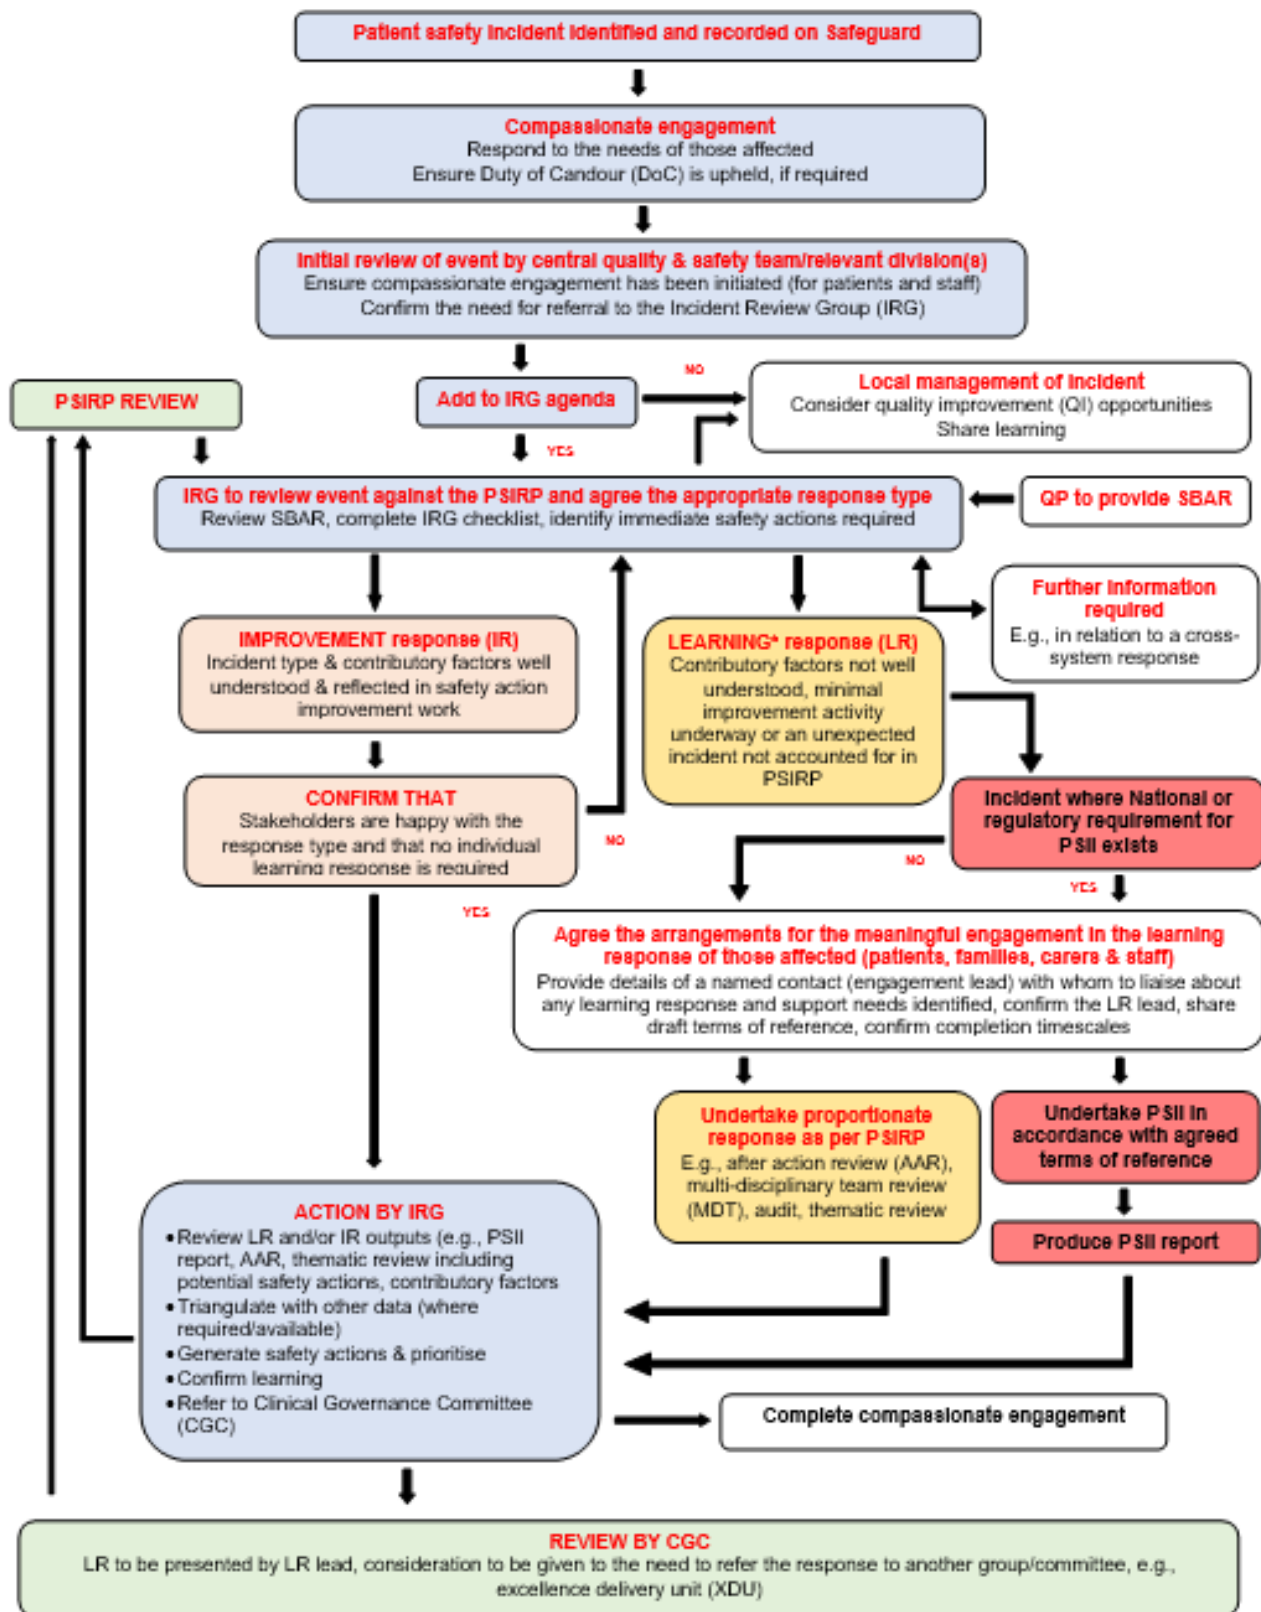 Patient safety incident identified and recorded on Safeguard
Compassionate engagement
Respond to the needs of those affected
Ensure Duty of Candour (DoC) is upheld, if required
Initial review of event by central quality & safety team/relevant division(s)
Ensure compassionate engagement has been initiated (for patients and staff)
Confirm the need for referral to the Incident Review Group (IRG)
PSIRP REVIEW
Add to IRG agenda
NO
Local management of incident
Consider quality improvement (QI) opportunities
Share learning
YES
IRG to review event against the PSIRP and agree the appropriate response type
Review SBAR, complete IRG checklist, identify immediate safety actions required
QP to provide SBAR
Further information
required
E.g., in relation to a cross-
system response
IMPROVEMENT response (IR)
Incident type & contributory factors well
understood & reflected in safety action
improvement work
LEARNING* response (LR)
Contributory factors not well
understood, minimal
improvement activity
underway or an unexpected
incident not accounted for in
PSIRP
CONFIRM THAT
Stakeholders are happy with the
response type and that no individual
learning response is required
NO
YES
Incident where National or
regulatory requirement for
PSII exists
NO
YES
Agree the arrangements for the meaningful engagement in the learning
response of those affected (patients, families, carers & staff)
Provide details of a named contact (engagement lead) with whom to liaise about
any learning response and support needs identified, confirm the LR lead, share
draft terms of reference, confirm completion timescales
Undertake proportionate
response as per PSIRP
E.g., after action review (AAR),
multi-disciplinary team review
(MDT), audit, thematic review
Undertake PSII in
accordance with agreed
terms of reference
Produce PSII report
ACTION BY IRG
• Review LR and/or IR outputs (e.g., PSII
report, AAR, thematic review including
potential safety actions, contributory factors
• Triangulate with other data (where
required/available)
• Generate safety actions & prioritise
• Confirm learning
• Refer to Clinical Governance Committee
(CGC)
Complete compassionate engagement
REVIEW BY CGC
LR to be presented by LR lead, consideration to be given to the need to refer the response to another group/committee, e.g.,
excellence delivery unit (XDU)